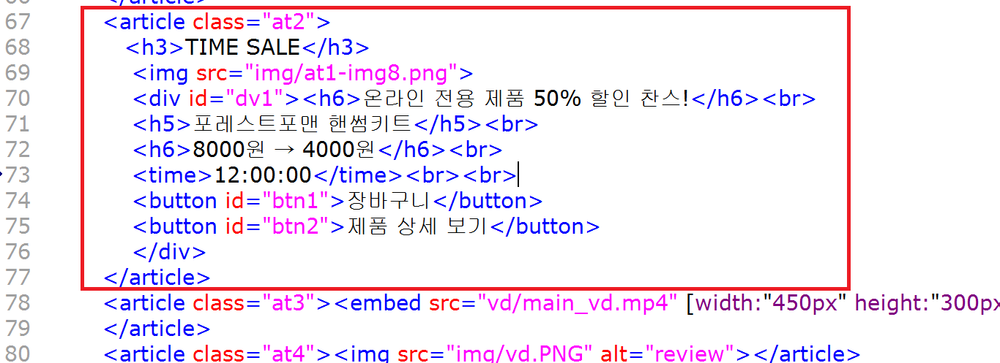 67 <article class="at2">
68 <h3>TIME SALE</h3>
69 <img src="img/at1-img8.png">
70 <div id="dv1"><h6>온라인 전용 제품 50% 할인 찬스!</h6><br>
71 <h5>포레스트포맨 핸썸키트</h5><br>
72 <h6>8000원 → 4000원</h6><br>
73 <time>12:00:00</time><br><br>
74 <button id="btn1">장바구니</button>
75 <button id="btn2">제품 상세 보기</button>
76 </div>
77 </article>
78 <article class="at3"><embed src="vd/main_vd.mp4" [width:"450px" height:"300px
79 </article>
80 <article class="at4"><img src="img/vd.PNG" alt="review"></article>